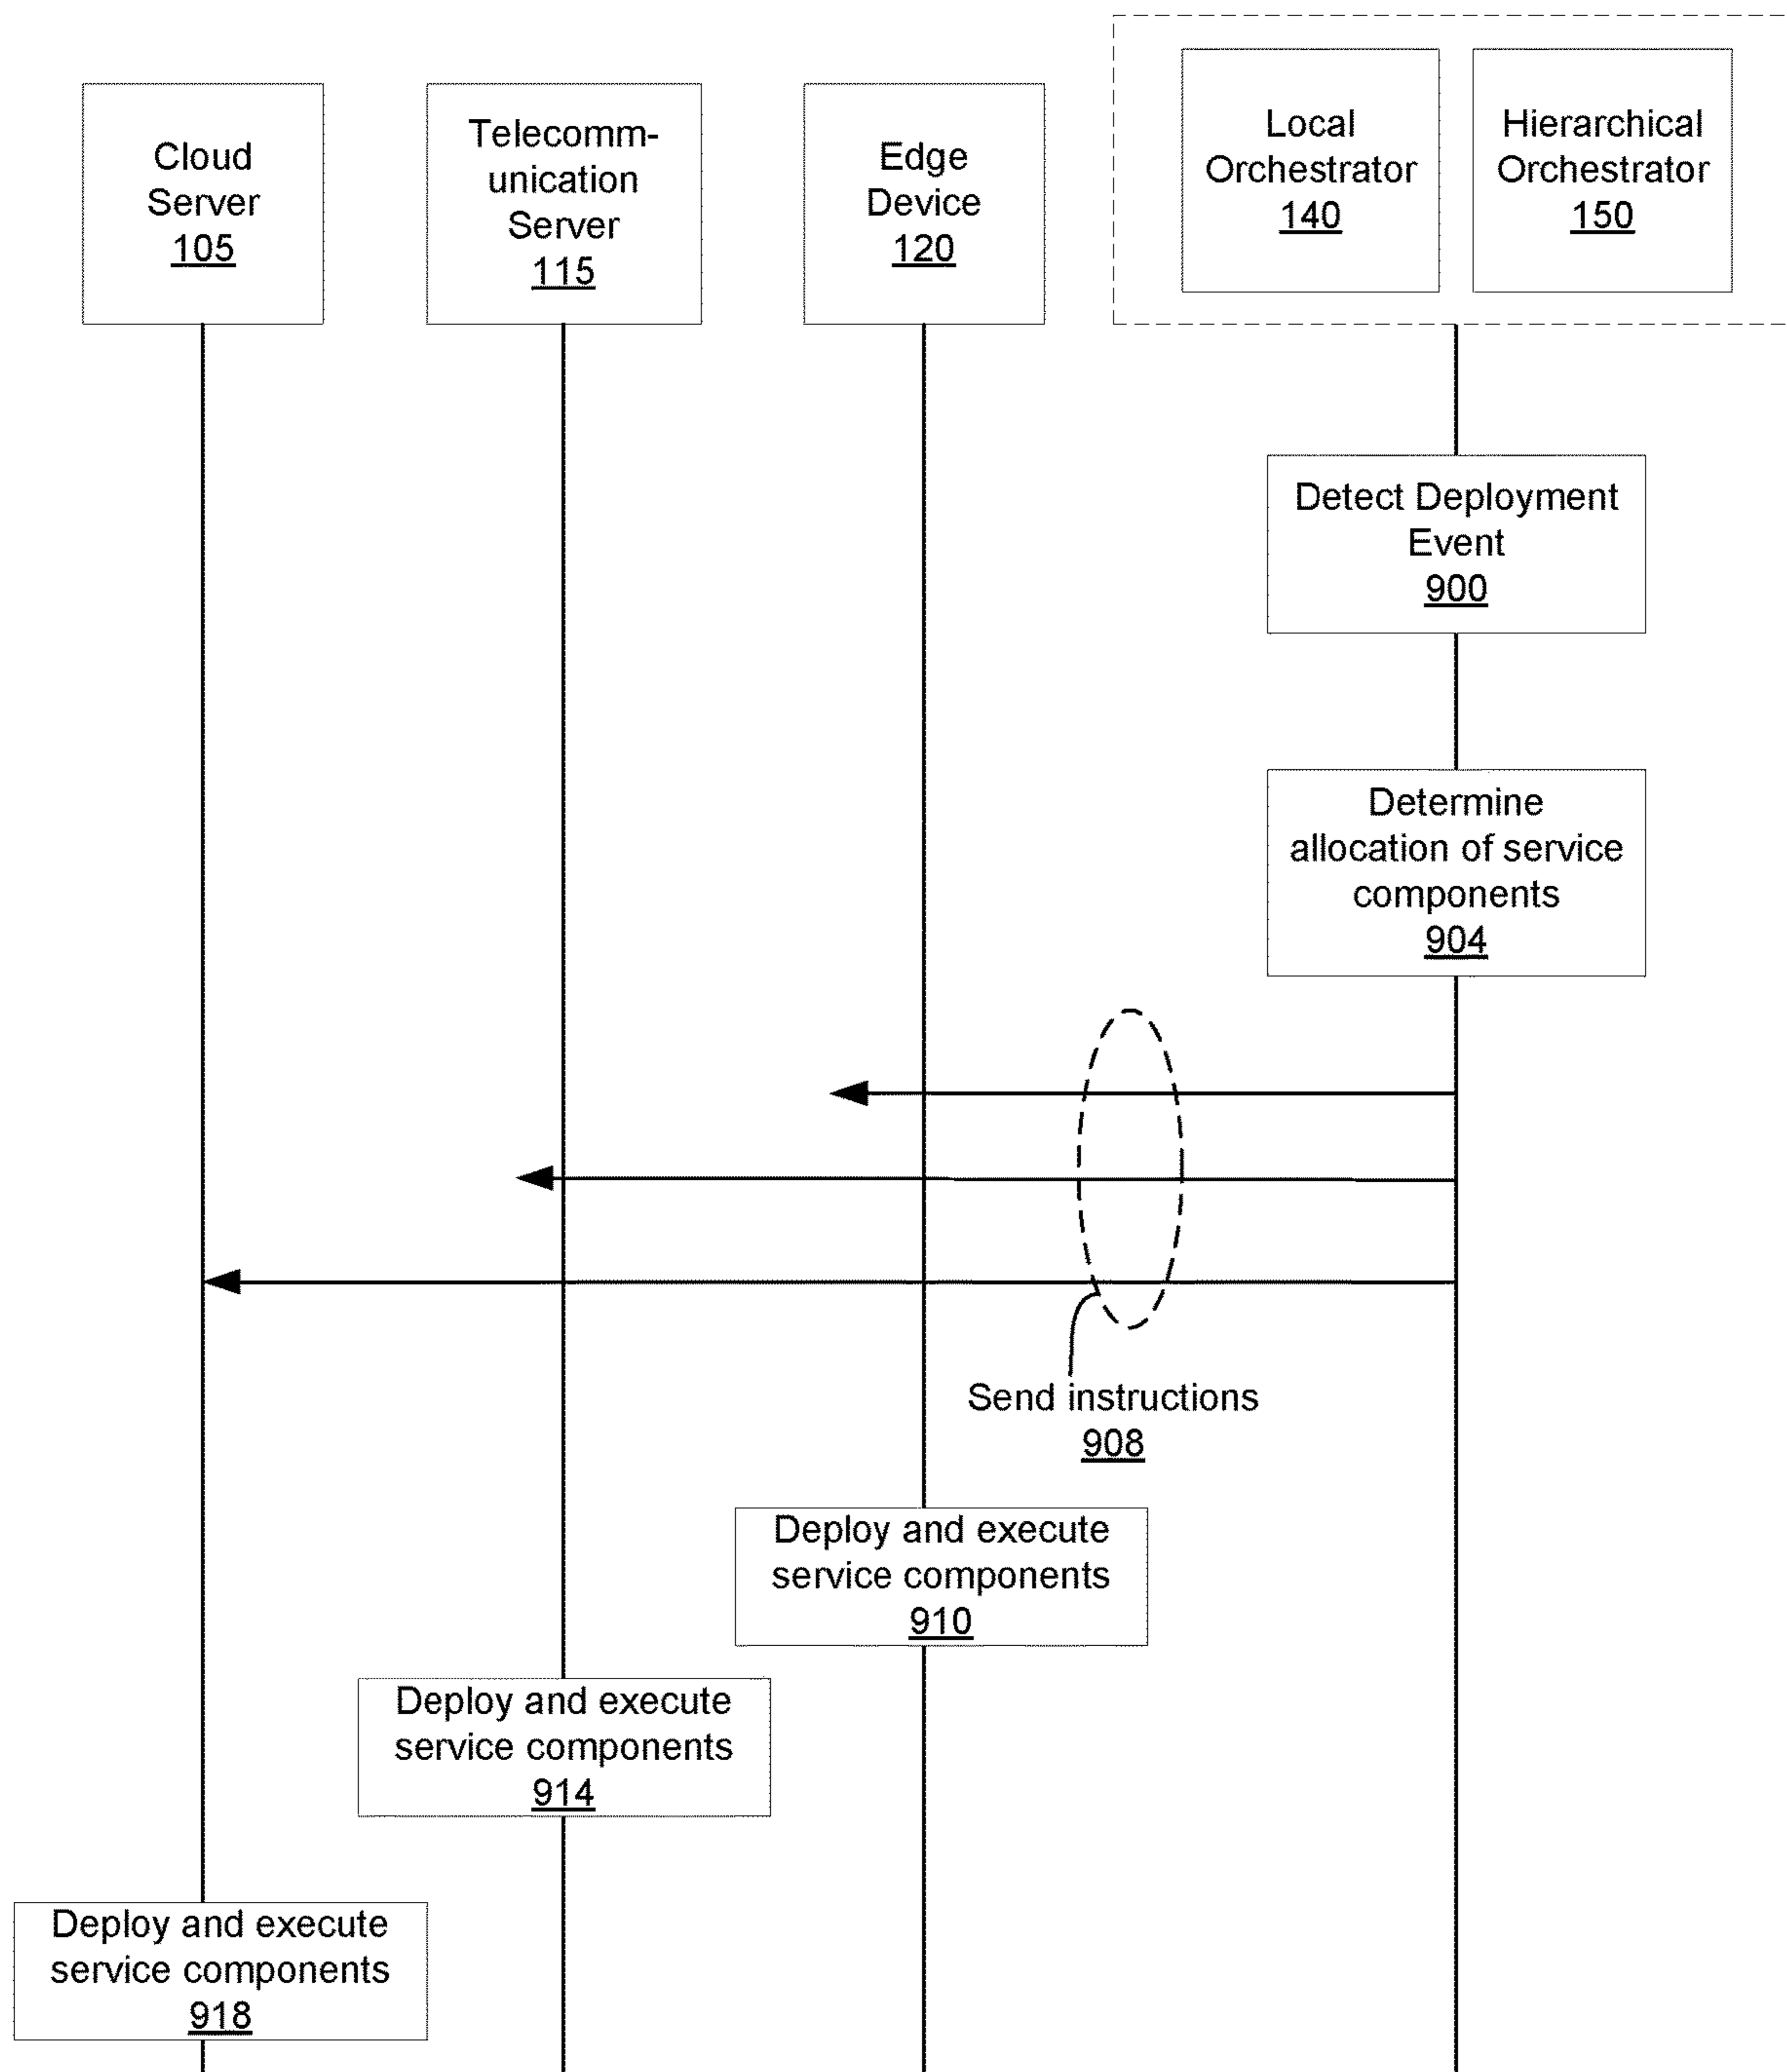 Cloud
Server
105
Telecomm-
unication
Server
115
Edge
Device
120
Local
Orchestrator
140
Hierarchical
Orchestrator
150
Detect Deployment
Event
900
Determine
allocation of service
components
904
Send instructions
908
Deploy and execute
service components
910
Deploy and execute
service components
914
Deploy and execute
service components
918